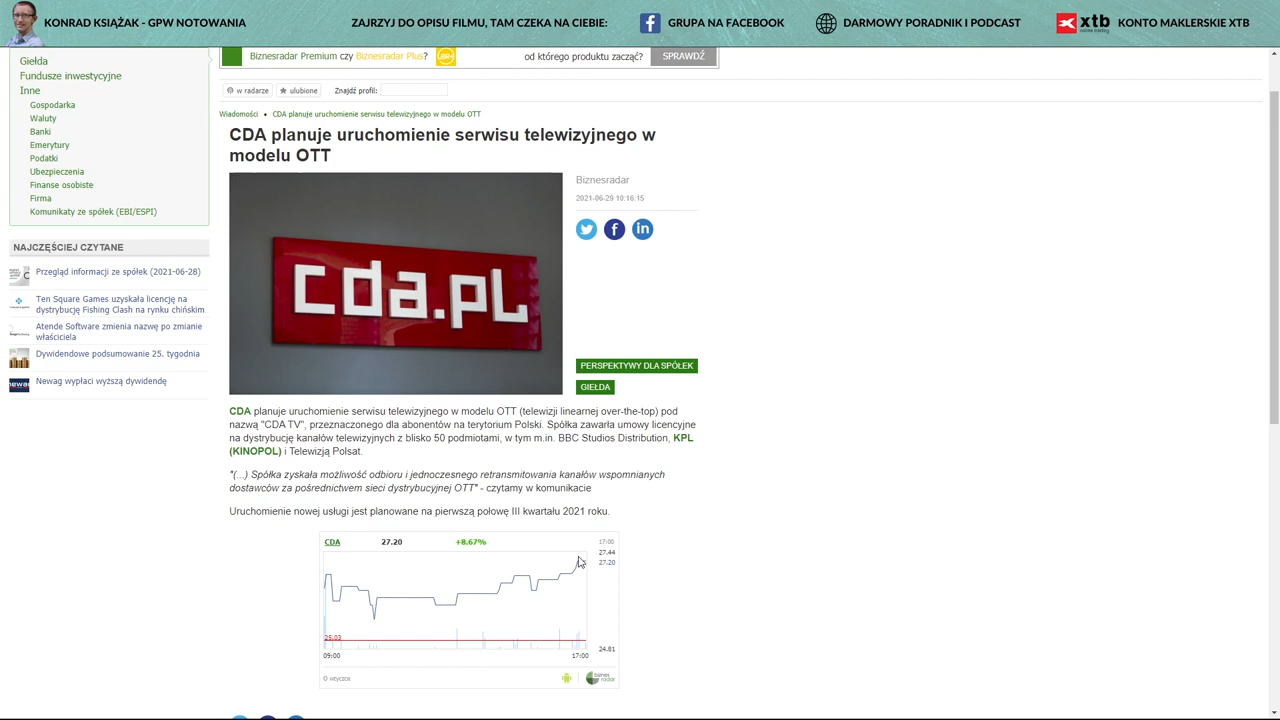 KONRAD KSIĄŻAK - GPW NOTOWANIA
ZAJRZYJ DO OPISU FILMU, TAM CZEKA NA CIEBIE:
GRUPA NA FACEBOOK
DARMOWY PORADNIK I PODCAST
xtb
online trading
KONTO MAKLERSKIE XTB
Giełda
Fundusze inwestycyjne
Inne
Gospodarka
Waluty
Banki
Emerytury
Podatki
Ubezpieczenia
Finanse osobiste
Firma
Komunikaty ze spółek (EBI/ESPI)
NAJCZĘŚCIEJ CZYTANE
Przegląd informacji ze spółek (2021-06-28)
Ten Square Games uzyskała licencję na
dystrybucję Fishing Clash na rynku chińskim
Atende Software zmienia nazwę po zmianie
właściciela
Dywidendowe podsumowanie 25. tygodnia
Newag wypłaci wyższą dywidendę
Biznesradar Premium czy Biznesradar Plus?
od którego produktu zacząć?
SPRAWDŹ
w radarze
ulubione
Znajdź profil:
Wiadomości • CDA planuje uruchomienie serwisu telewizyjnego w modelu OTT
CDA planuje uruchomienie serwisu telewizyjnego w
modelu OTT
cda.pl
Biznesradar
2021-06-29 10:16:15
PERSPEKTYWY DLA SPÓŁEK
GIEŁDA
CDA planuje uruchomienie serwisu telewizyjnego w modelu OTT (telewizji linearnej over-the-top) pod
nazwą "CDA TV", przeznaczonego dla abonentów na terytorium Polski. Spółka zawarła umowy licencyjne
na dystrybucję kanałów telewizyjnych z blisko 50 podmiotami, w tym m.in. BBC Studios Distribution, KPL
(KINOPOL) i Telewizją Polsat.
"(...) Spółka zyskała możliwość odbioru i jednoczesnego retransmitowania kanałów wspomnianych
dostawców za pośrednictwem sieci dystrybucyjnej OTT" - czytamy w komunikacie
Uruchomienie nowej usługi jest planowane na pierwszą połowę III kwartału 2021 roku.
CDA 27.20 +8.67% 17:00
27.44
27.20
25.03
24.81
09:00 17:00
O wtyczce
biznes
radar